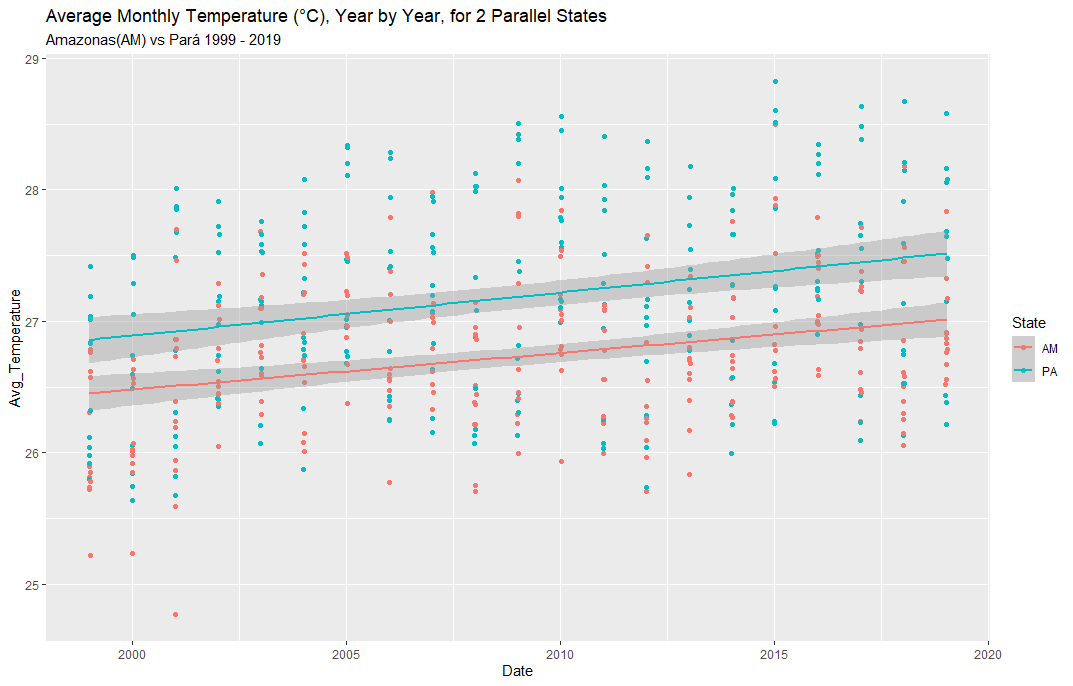 Average Monthly Temperature (°C), Year by Year, for 2 Parallel States
Amazonas(AM) vs Pará 1999 - 2019
29
28
27
26
25
Avg_Temperature
2000
2005
2010
2015
2020
Date
State
AM
PA